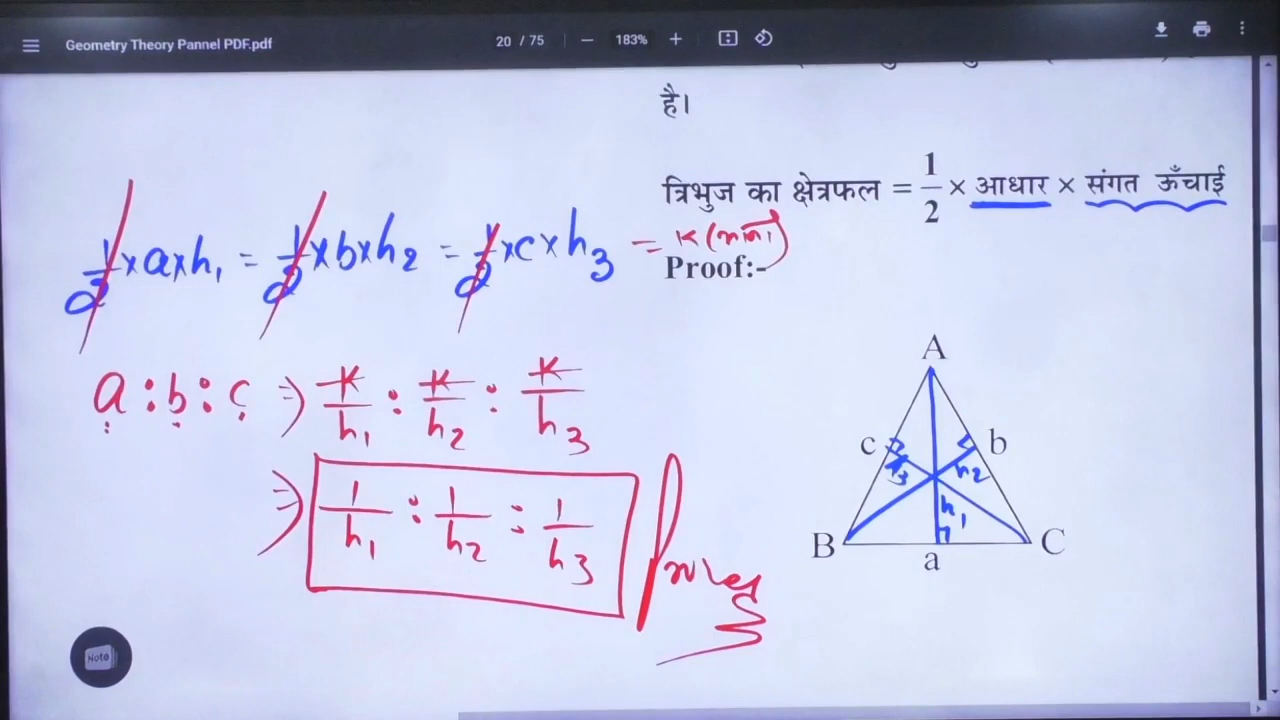 Geometry Theory Pannel PDF.pdf
20 / 75
183%
है।
त्रिभुज का क्षेत्रफल = 1/2 × आधार × संगत ऊँचाई
1/2 × a × h₁ = 1/2 × b × h₂ = 1/2 × c × h₃ = K
Proof:-
a : b : c ⇒ K/h₁ : K/h₂ : K/h₃
⇒ 1/h₁ : 1/h₂ : 1/h₃
A
c b
h₃ h₂
h₁
B C
a
Note